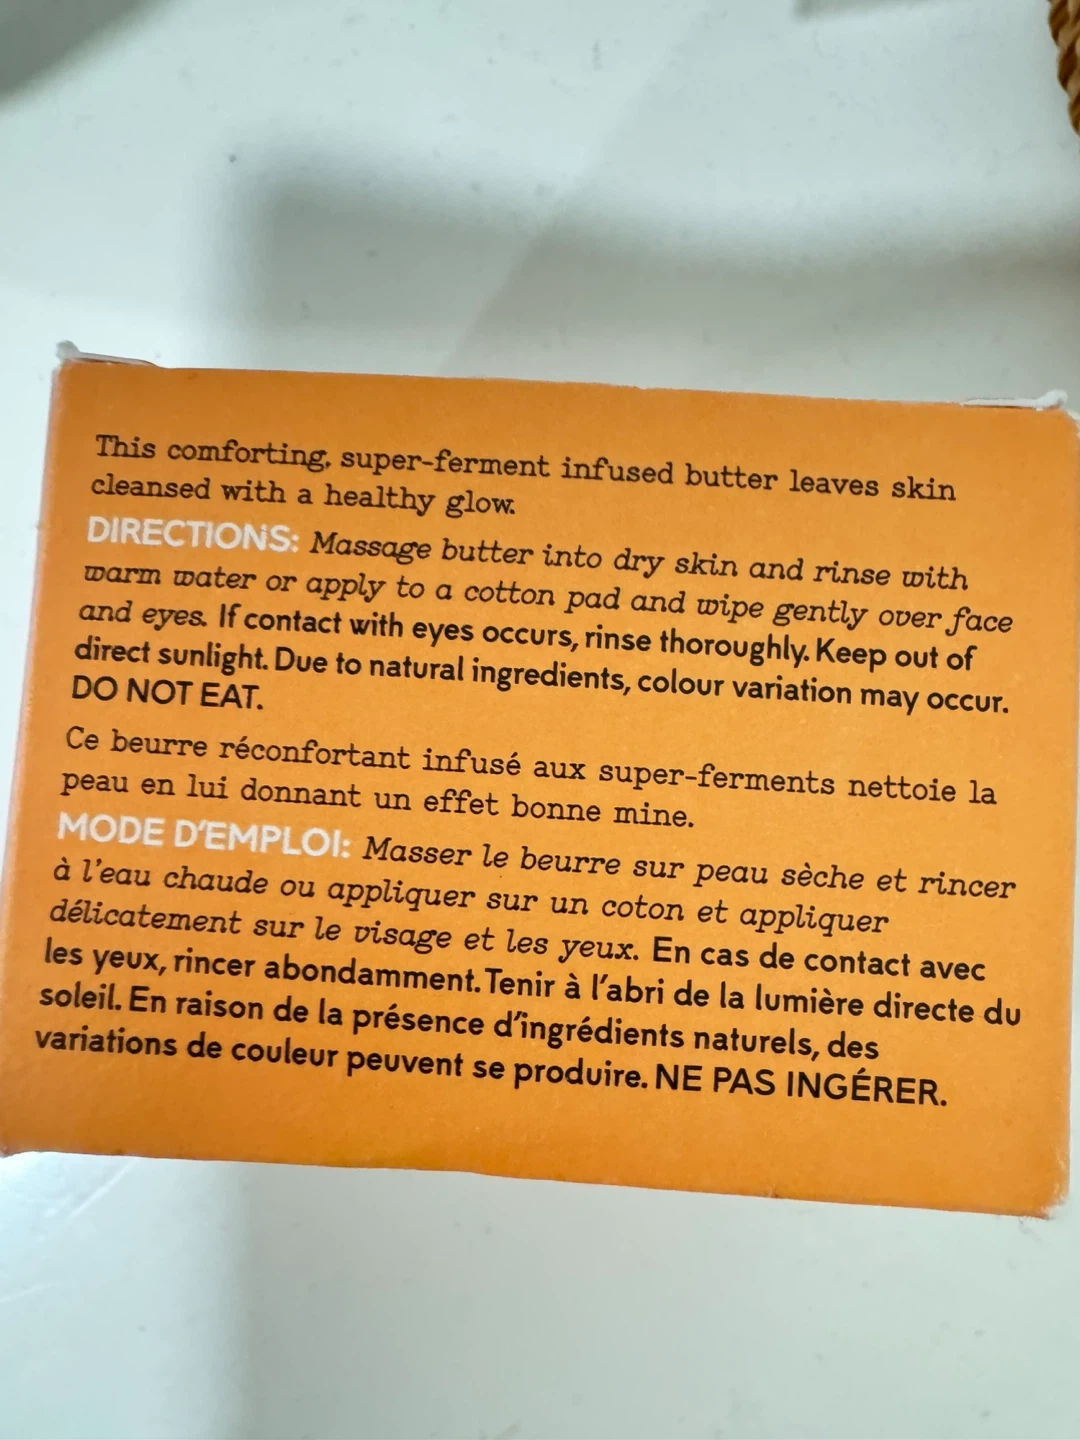 This comforting, super-ferment infused butter leaves skin
cleansed with a healthy glow.
DIRECTIONS: Massage butter into dry skin and rinse with
warm water or apply to a cotton pad and wipe gently over face
and eyes. If contact with eyes occurs, rinse thoroughly. Keep out of
direct sunlight. Due to natural ingredients, colour variation may occur.
DO NOT EAT.
Ce beurre réconfortant infusé aux super-ferments nettoie la
peau en lui donnant un effet bonne mine.
MODE D'EMPLOI: Masser le beurre sur peau sèche et rincer
à l'eau chaude ou appliquer sur un coton et appliquer
délicatement sur le visage et les yeux. En cas de contact avec
les yeux, rincer abondamment. Tenir à l'abri de la lumière directe du
soleil. En raison de la présence d'ingrédients naturels, des
variations de couleur peuvent se produire. NE PAS INGÉRER.